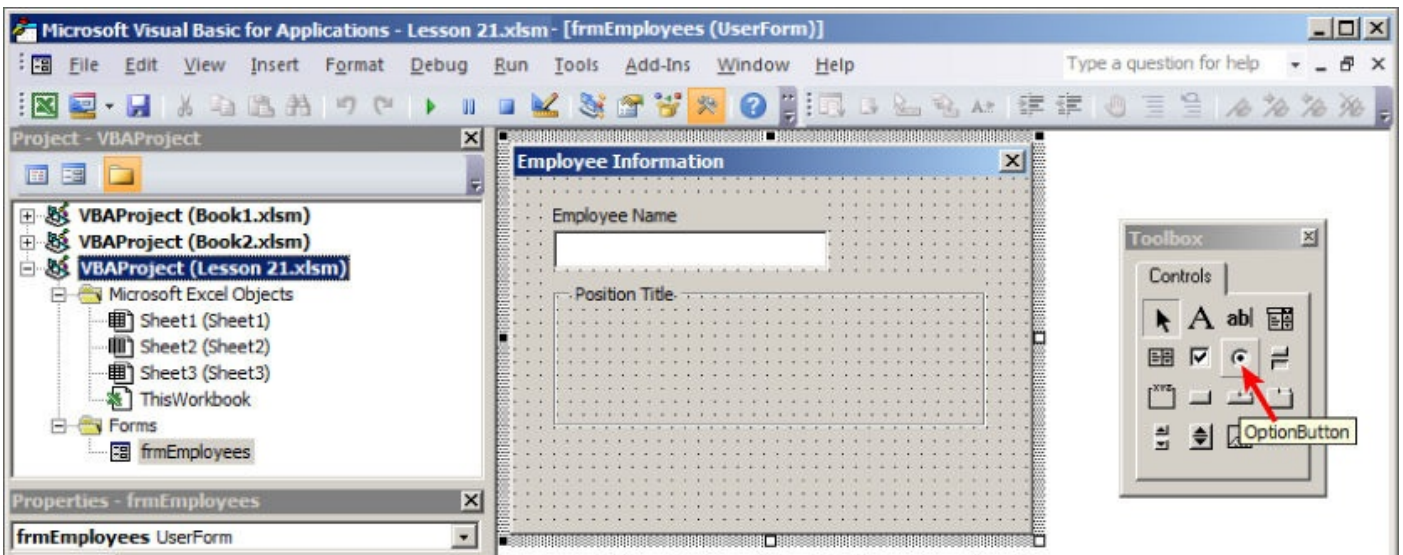 Microsoft Visual Basic for Applications - Lesson 21.xlsm - [frmEmployees (UserForm)]
File Edit View Insert Format Debug Run Tools Add-Ins Window Help Type a question for help
Project - VBAProject
VBAProject (Book1.xlsm)
VBAProject (Book2.xlsm)
VBAProject (Lesson 21.xlsm)
Microsoft Excel Objects
Sheet1 (Sheet1)
Sheet2 (Sheet2)
Sheet3 (Sheet3)
ThisWorkbook
Forms
frmEmployees
Properties - frmEmployees
frmEmployees UserForm
Employee Information
Employee Name
Position Title
Toolbox
Controls
A ab|
XYZ
OptionButton